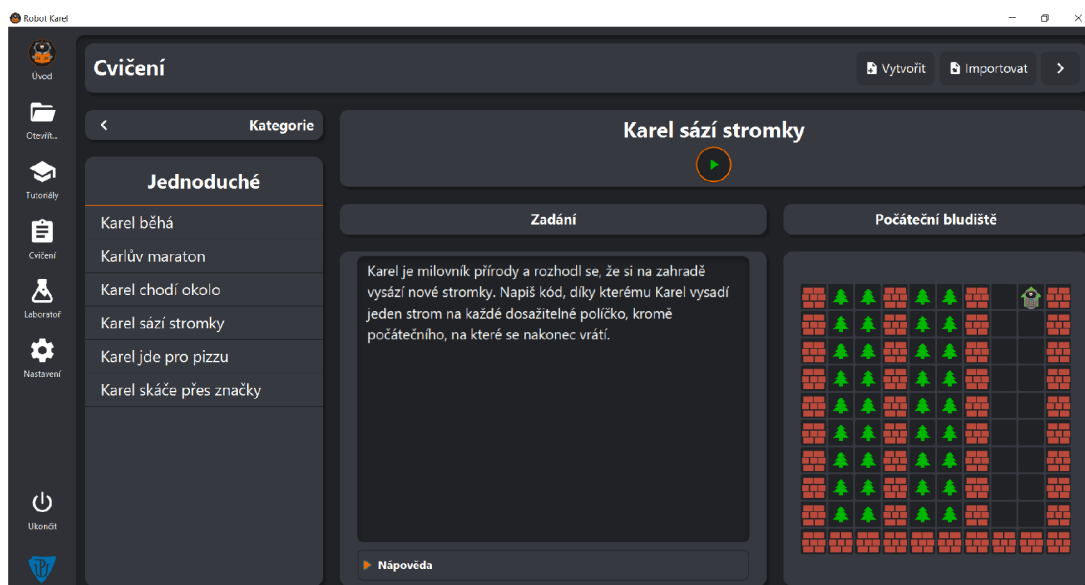 Robot Karel
Úvod
Otevřít...
Tutoriály
Cvičení
Laboratoř
Nastavení
Ukončit
Cvičení
Vytvořit
Importovat
Kategorie
Jednoduché
Karel běhá
Karlův maraton
Karel chodí okolo
Karel sází stromky
Karel jde pro pizzu
Karel skáče přes značky
Karel sází stromky
Zadání
Karel je milovník přírody a rozhodl se, že si na zahradě
vysází nové stromky. Napiš kód, díky kterému Karel vysadí
jeden strom na každé dosažitelné políčko, kromě
počátečního, na které se nakonec vrátí.
Nápověda
Počáteční bludiště